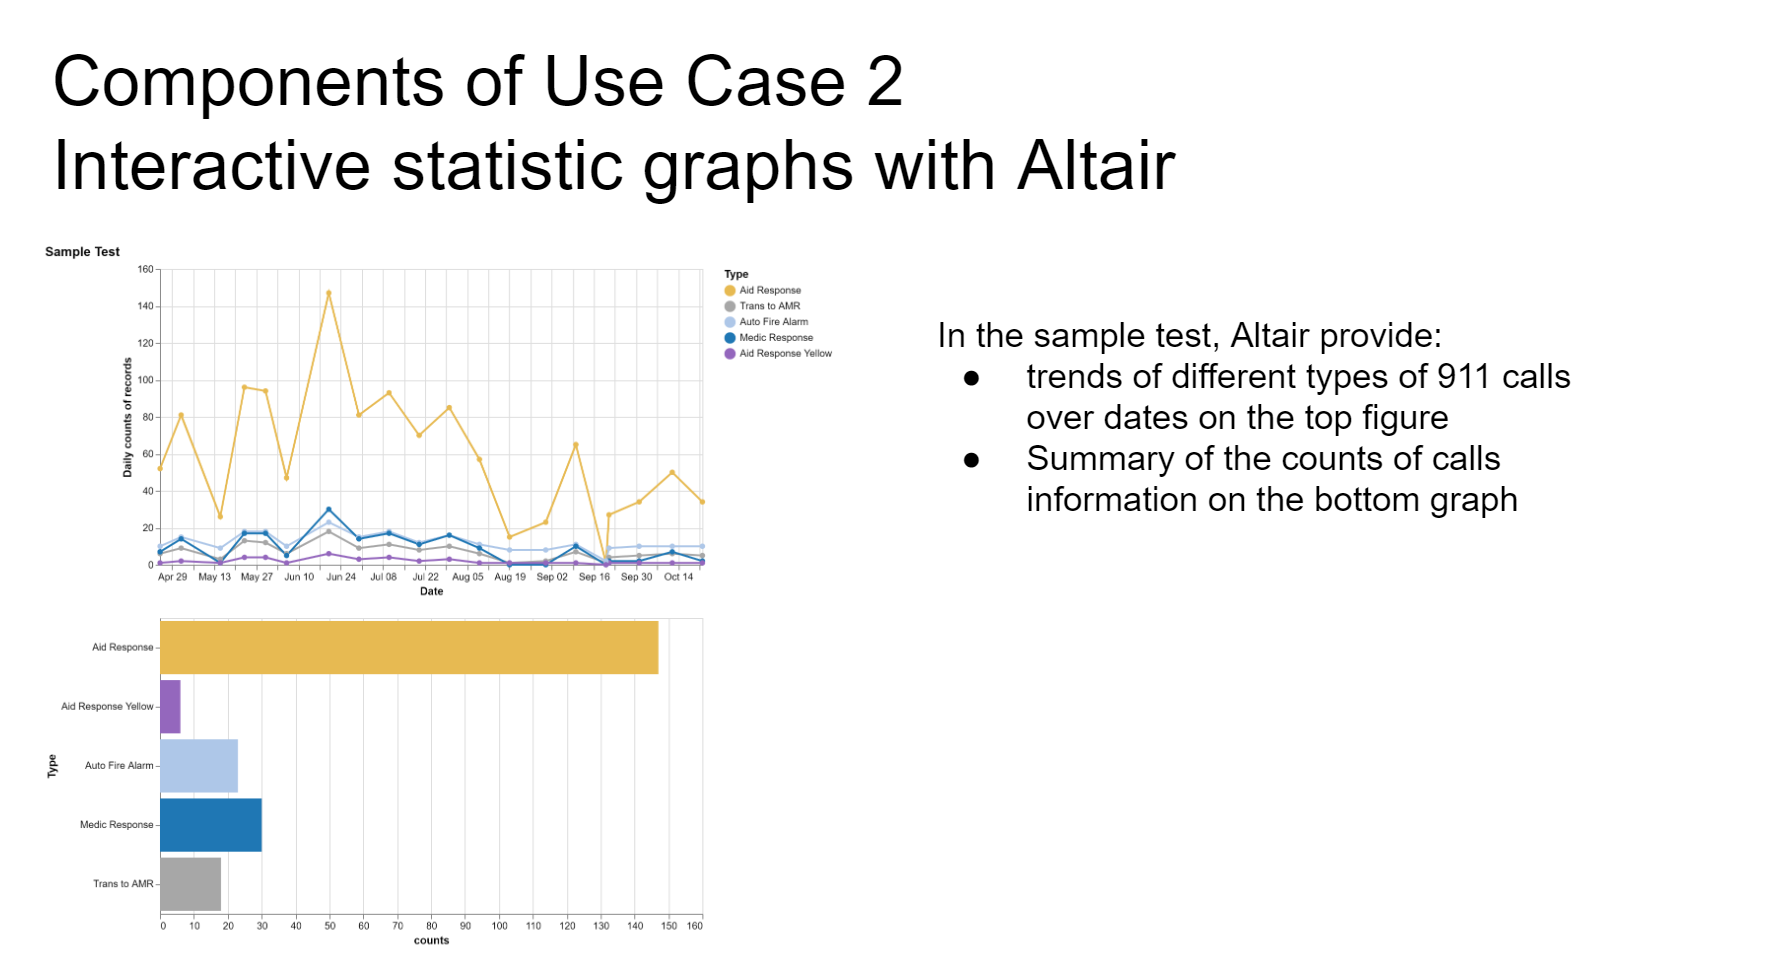 Components of Use Case 2
Interactive statistic graphs with Altair
Sample Test
160
140
120
100
80
60
40
20
0
Daily counts of records
Apr 29 May 13 May 27 Jun 10 Jun 24 Jul 08 Jul 22 Aug 05 Aug 19 Sep 02 Sep 16 Sep 30 Oct 14
Date
Type
Aid Response
Trans to AMR
Auto Fire Alarm
Medic Response
Aid Response Yellow
Type
Aid Response
Aid Response Yellow
Auto Fire Alarm
Medic Response
Trans to AMR
0 10 20 30 40 50 60 70 80 90 100 110 120 130 140 150 160
counts
In the sample test, Altair provide:
● trends of different types of 911 calls
over dates on the top figure
● Summary of the counts of calls
information on the bottom graph